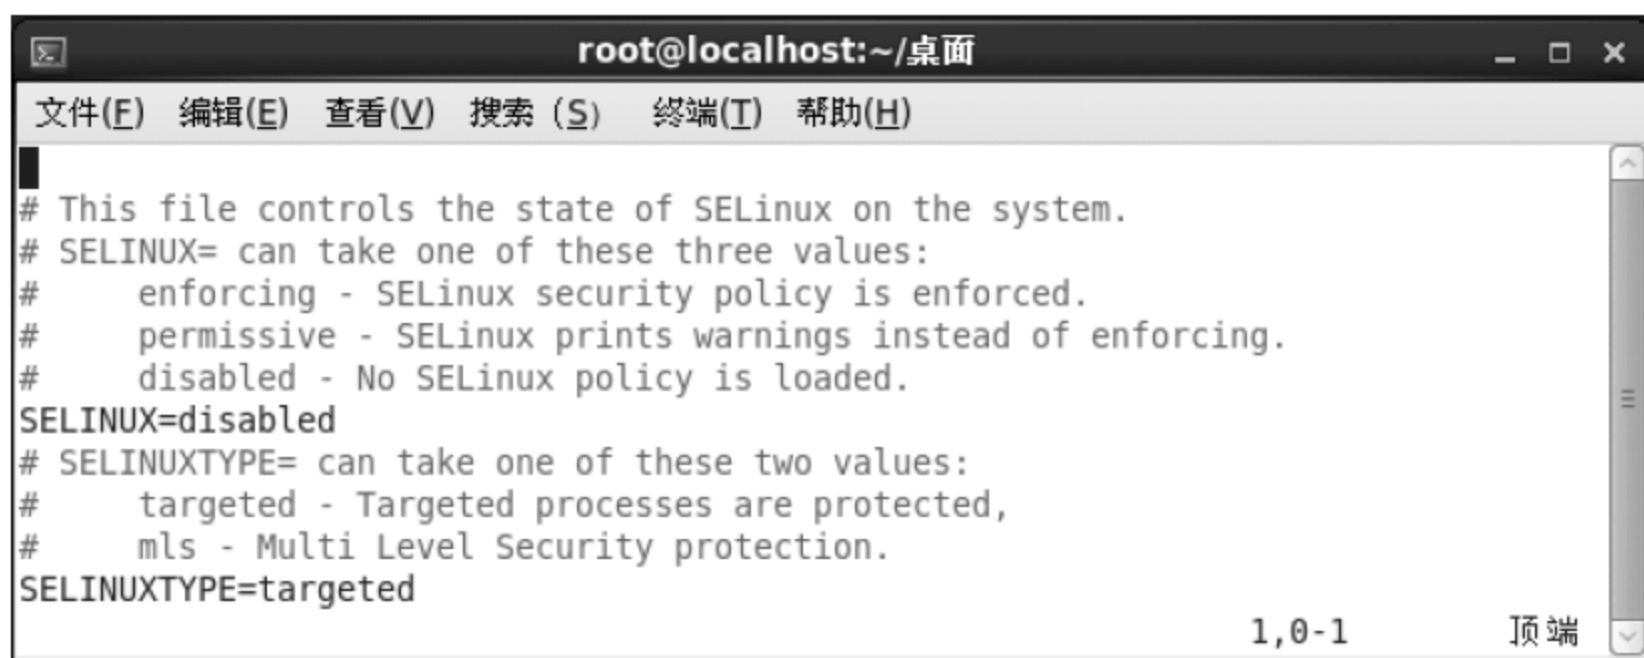 root@localhost:~/桌面
文件(F) 编辑(E) 查看(V) 搜索 (S) 终端(T) 帮助(H)
# This file controls the state of SELinux on the system.
# SELINUX= can take one of these three values:
#     enforcing - SELinux security policy is enforced.
#     permissive - SELinux prints warnings instead of enforcing.
#     disabled - No SELinux policy is loaded.
SELINUX=disabled
# SELINUXTYPE= can take one of these two values:
#     targeted - Targeted processes are protected,
#     mls - Multi Level Security protection.
SELINUXTYPE=targeted
1,0-1 顶端